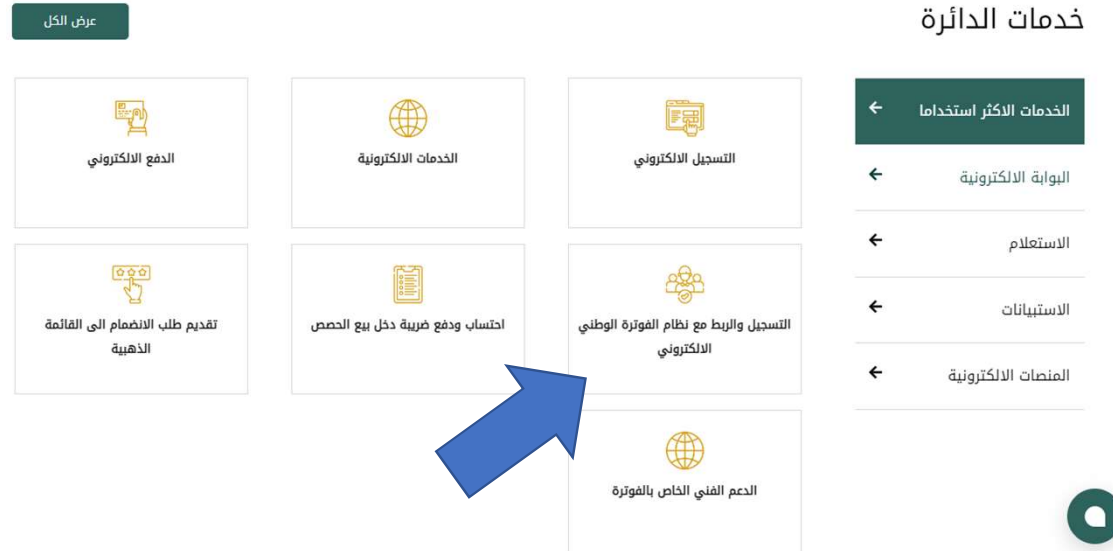 خدمات الدائرة
عرض الكل
الخدمات الاكثر استخداما
البوابة الالكترونية
الاستعلام
الاستبيانات
المنصات الالكترونية
التسجيل الالكتروني
الخدمات الالكترونية
الدفع الالكتروني
التسجيل والربط مع نظام الفوترة الوطني
الالكتروني
احتساب ودفع ضريبة دخل بيع الحصص
تقديم طلب الانضمام الى القائمة
الذهبية
الدعم الفني الخاص بالفوترة